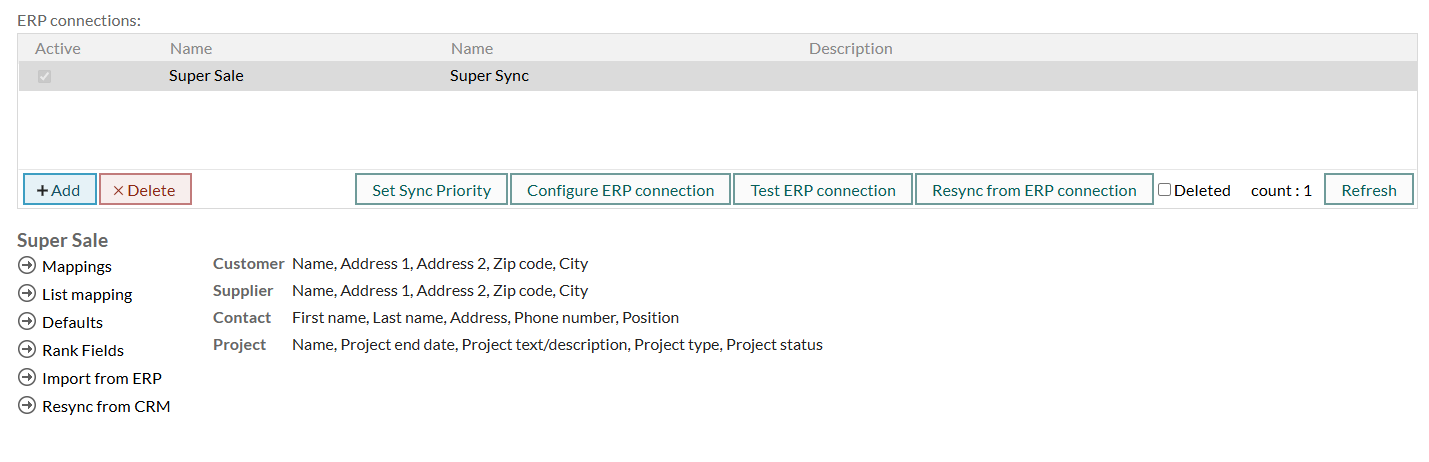 ERP connections:
Active Name Name Description
Super Sale Super Sync
Add Delete Set Sync Priority Configure ERP connection Test ERP connection Resync from ERP connection Deleted count : 1 Refresh
Super Sale
Mappings
List mapping
Defaults
Rank Fields
Import from ERP
Resync from CRM
Customer Name, Address 1, Address 2, Zip code, City
Supplier Name, Address 1, Address 2, Zip code, City
Contact First name, Last name, Address, Phone number, Position
Project Name, Project end date, Project text/description, Project type, Project status